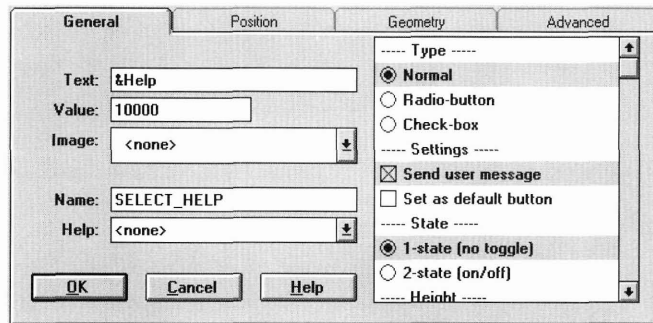 General Position Geometry Advanced
Text: &Help
Value: 10000
Image: <none>
Name: SELECT_HELP
Help: <none>
OK Cancel Help
----- Type -----
Normal
Radio-button
Check-box
----- Settings -----
Send user message
Set as default button
----- State -----
1-state (no toggle)
2-state (on/off)
----- Height -----